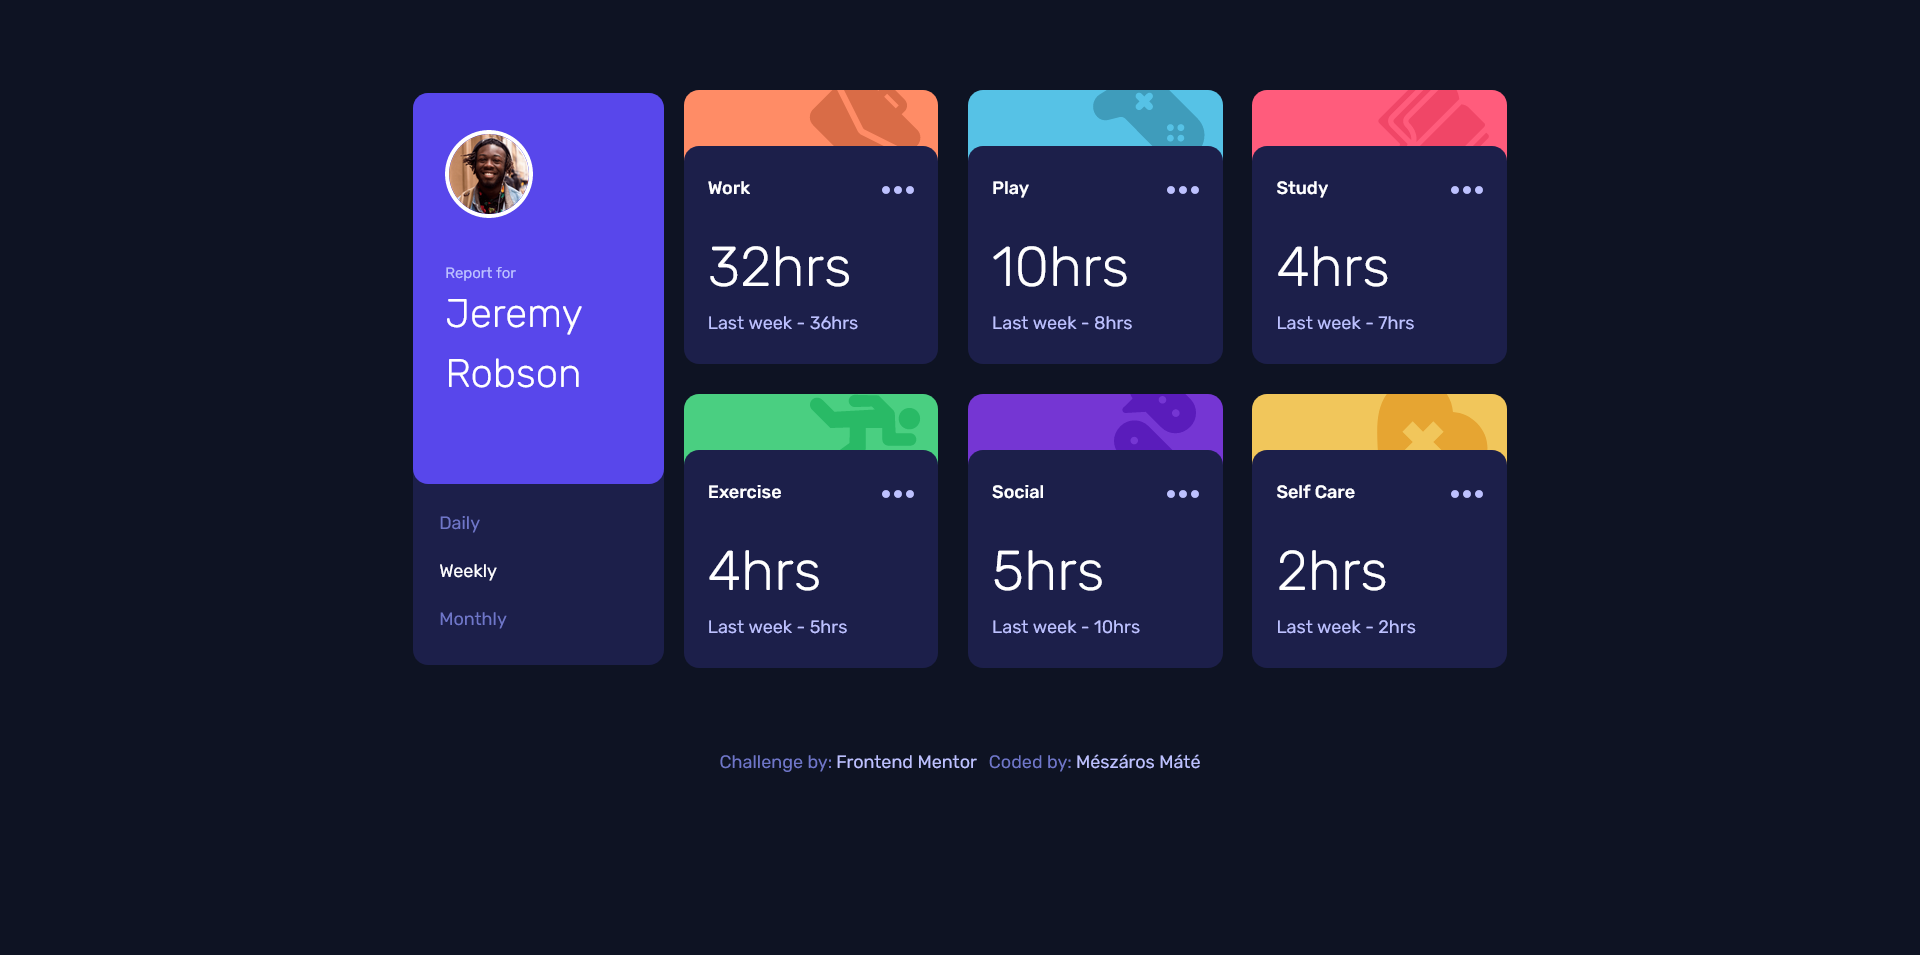 Report for
Jeremy
Robson
Daily
Weekly
Monthly
Work
32hrs
Last week - 36hrs
Play
10hrs
Last week - 8hrs
Study
4hrs
Last week - 7hrs
Exercise
4hrs
Last week - 5hrs
Social
5hrs
Last week - 10hrs
Self Care
2hrs
Last week - 2hrs
Challenge by: Frontend Mentor Coded by: Mészáros Máté